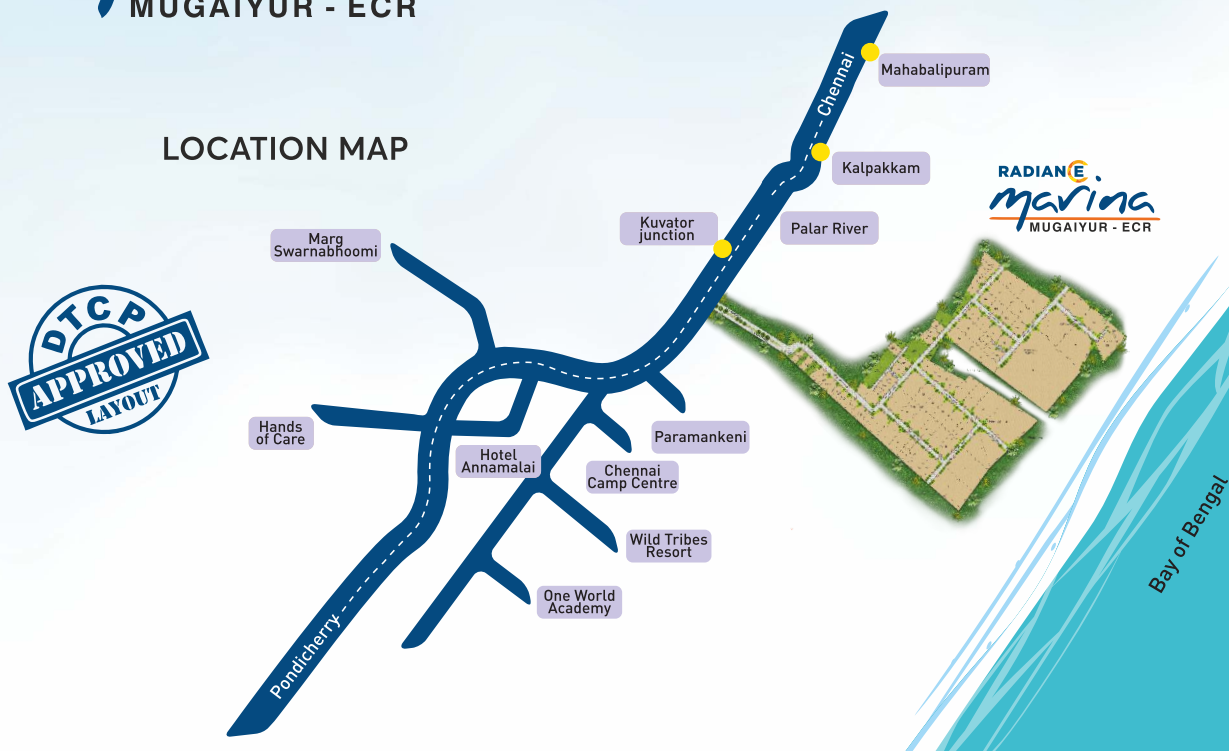 MUGAIYUR - ECR
LOCATION MAP
Chennai
Mahabalipuram
Kalpakkam
Kuvator
junction
Palar River
RADIANCE
marina
MUGAIYUR - ECR
Marg
Swarnabhoomi
DTCP
APPROVED
LAYOUT
Hands
of Care
Hotel
Annamalai
Paramankeni
Chennai
Camp Centre
Wild Tribes
Resort
One World
Academy
Pondicherry
Bay of Bengal